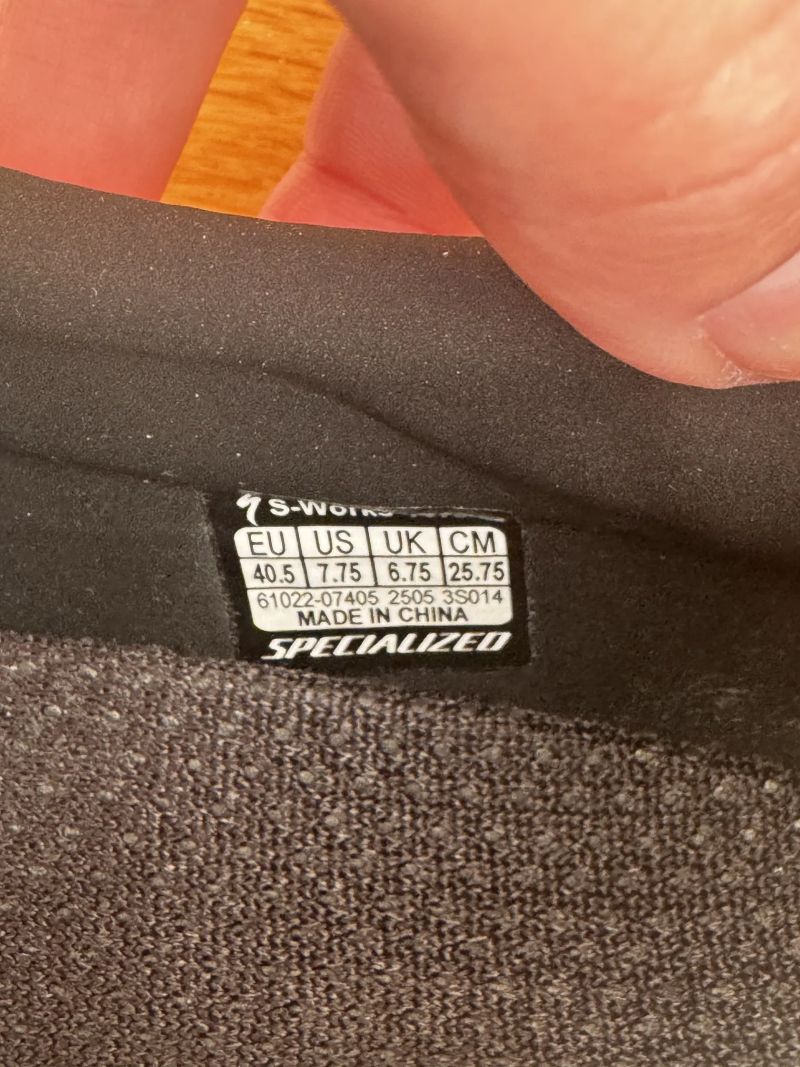 S-Works
EU US UK CM
40.5 7.75 6.75 25.75
61022-07405 2505 3S014
MADE IN CHINA
SPECIALIZED